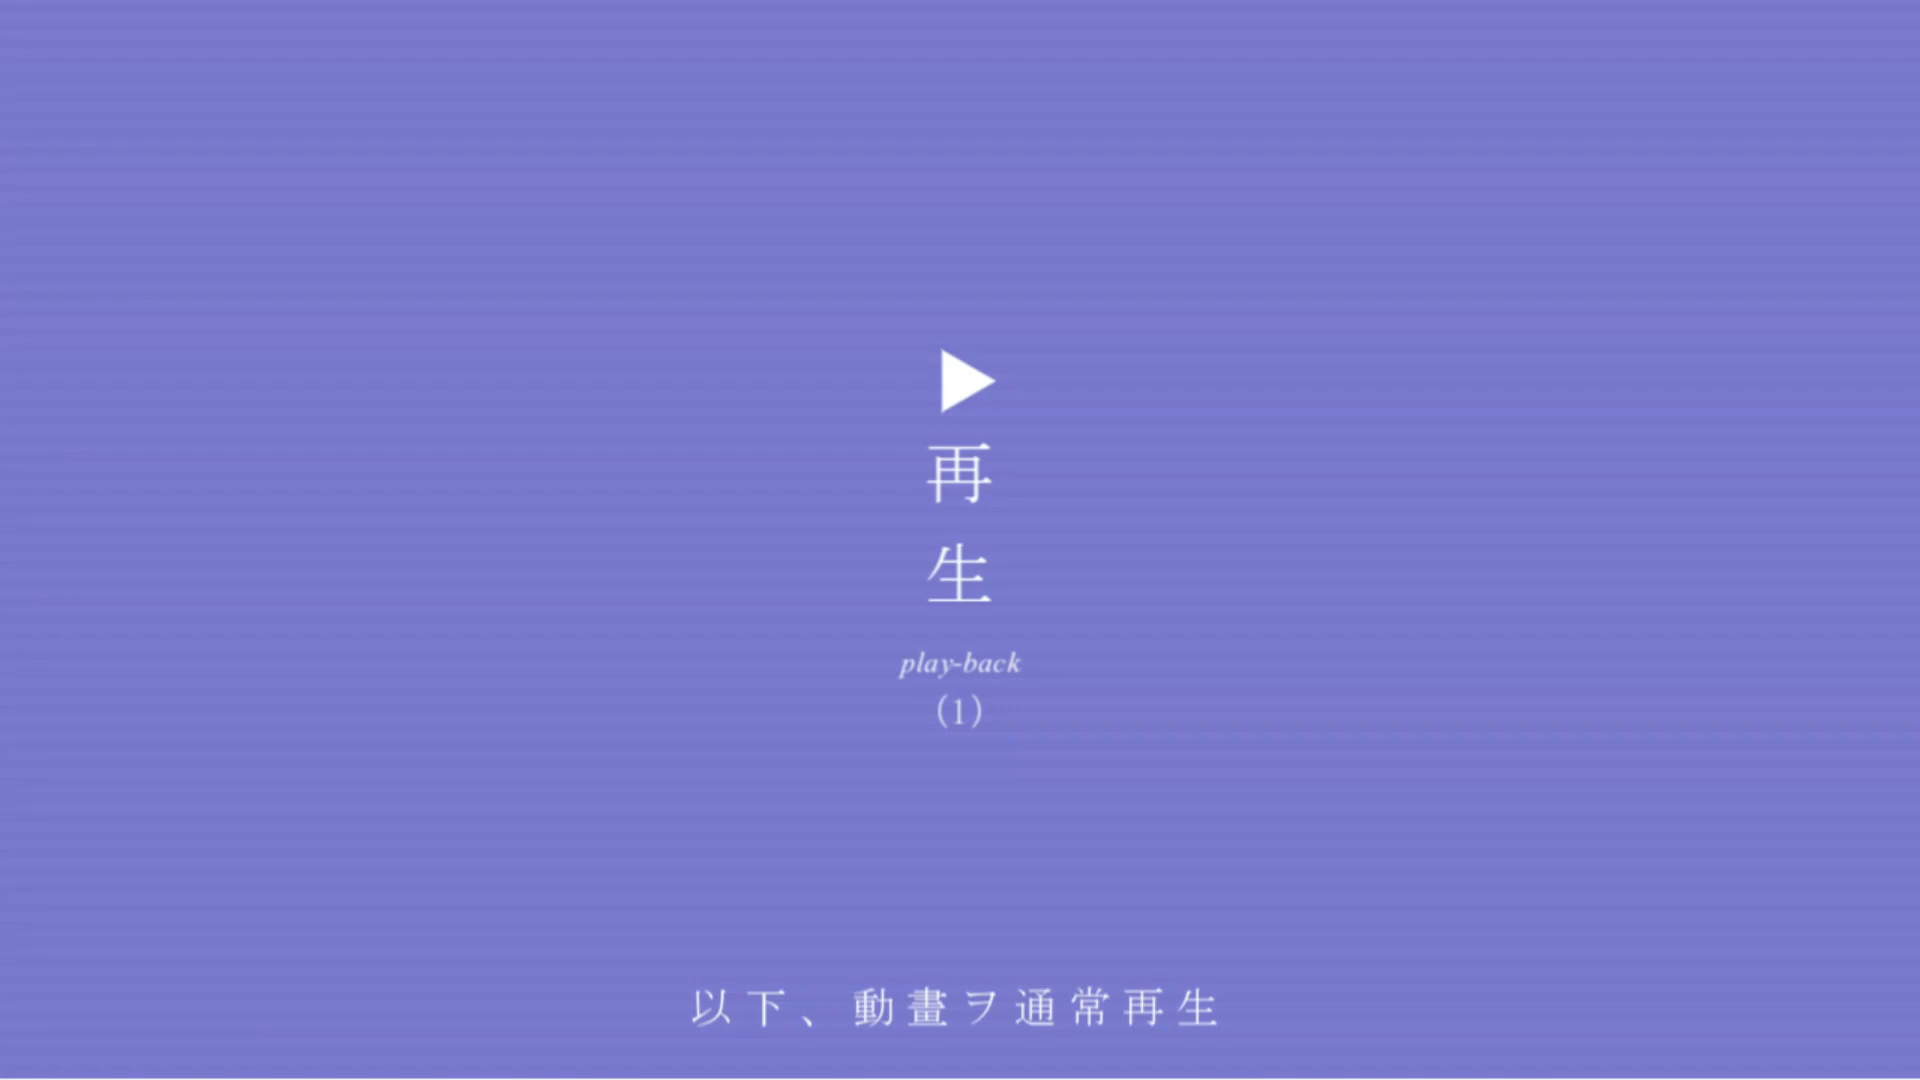 ▶
再
生
play-back
(1)
以下、動畫ヲ通常再生